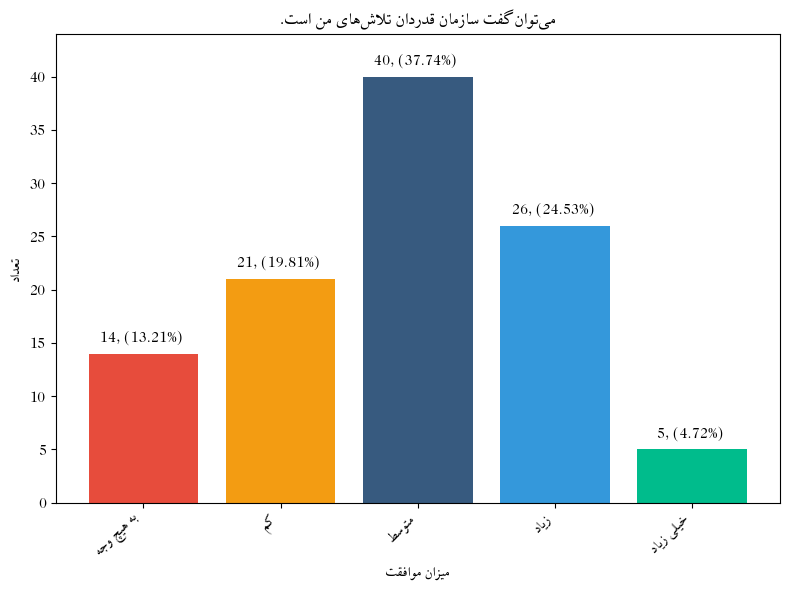 می‌توان گفت سازمان قدردان تلاش‌های من است.
تعداد
40
35
30
25
20
15
10
5
0
14, (13.21%)
21, (19.81%)
40, (37.74%)
26, (24.53%)
5, (4.72%)
به هیچ وجه
کم
متوسط
زیاد
خیلی زیاد
میزان موافقت